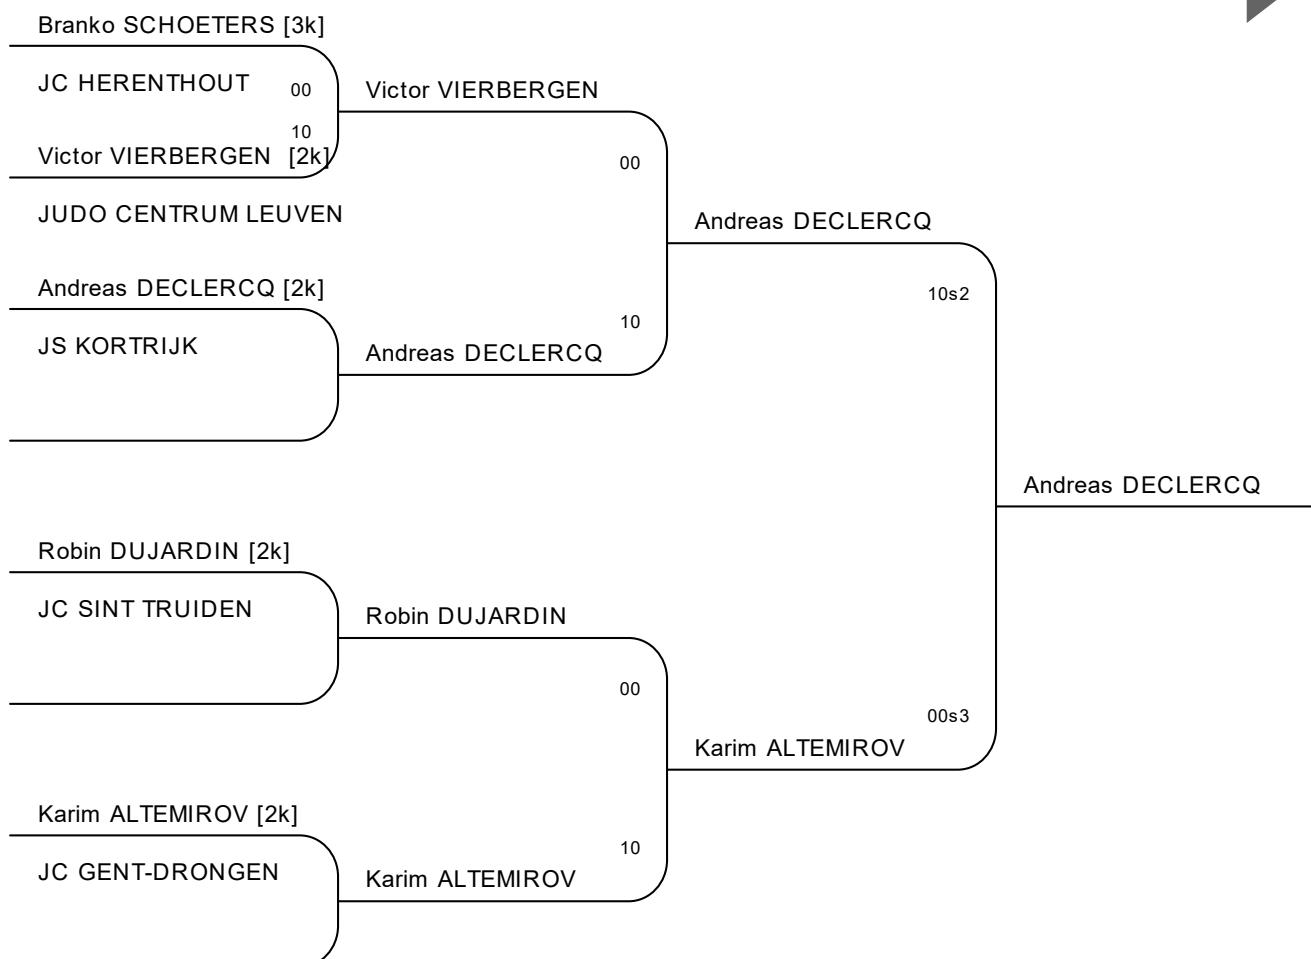 Branko SCHOETERS [3k]
JC HERENTHOUT
00
Victor VIERBERGEN
10
Victor VIERBERGEN [2k]
00
JUDO CENTRUM LEUVEN
Andreas DECLERCQ
Andreas DECLERCQ [2k]
10s2
10
JS KORTRIJK
Andreas DECLERCQ
Andreas DECLERCQ
Robin DUJARDIN [2k]
JC SINT TRUIDEN
Robin DUJARDIN
00
00s3
Karim ALTEMIROV
Karim ALTEMIROV [2k]
10
JC GENT-DRONGEN
Karim ALTEMIROV